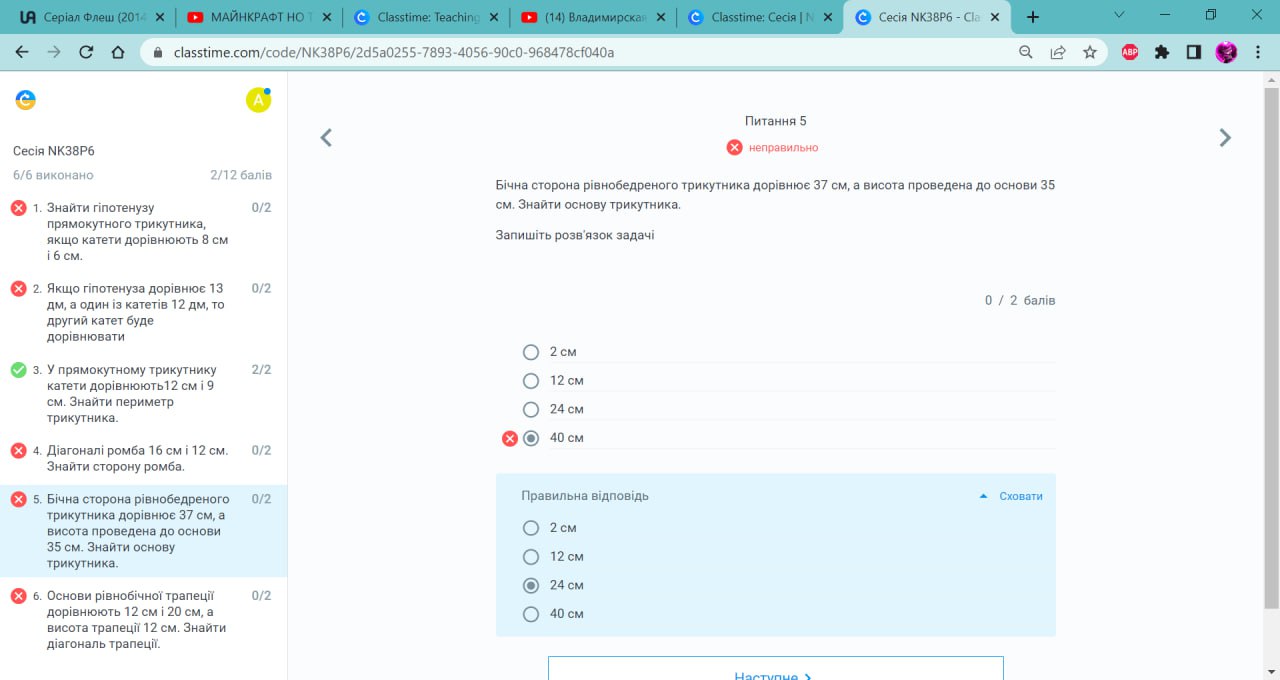 UA Серіал Флеш (2014
МАЙНКРАФТ НО Т
Classtime: Teaching
(14) Владимирская
Classtime: Сесія | N
Сесія NK38P6 - Cla
classtime.com/code/NK38P6/2d5a0255-7893-4056-90c0-968478cf040a
ABP
A
Сесія NK38P6
6/6 виконано 2/12 балів
1. Знайти гіпотенузу 0/2
прямокутного трикутника,
якщо катети дорівнюють 8 см
і 6 см.
2. Якщо гіпотенуза дорівнює 13 0/2
дм, а один із катетів 12 дм, то
другий катет буде
дорівнювати
3. У прямокутному трикутнику 2/2
катети дорівнюють12 см і 9
см. Знайти периметр
трикутника.
4. Діагоналі ромба 16 см і 12 см. 0/2
Знайти сторону ромба.
5. Бічна сторона рівнобедреного 0/2
трикутника дорівнює 37 см, а
висота проведена до основи
35 см. Знайти основу
трикутника.
6. Основи рівнобічної трапеції 0/2
дорівнюють 12 см і 20 см, а
висота трапеції 12 см. Знайти
діагональ трапеції.
Питання 5
неправильно
Бічна сторона рівнобедреного трикутника дорівнює 37 см, а висота проведена до основи 35
см. Знайти основу трикутника.
Запишіть розв'язок задачі
0 / 2 балів
2 см
12 см
24 см
40 см
Правильна відповідь Сховати
2 см
12 см
24 см
40 см
Наступне